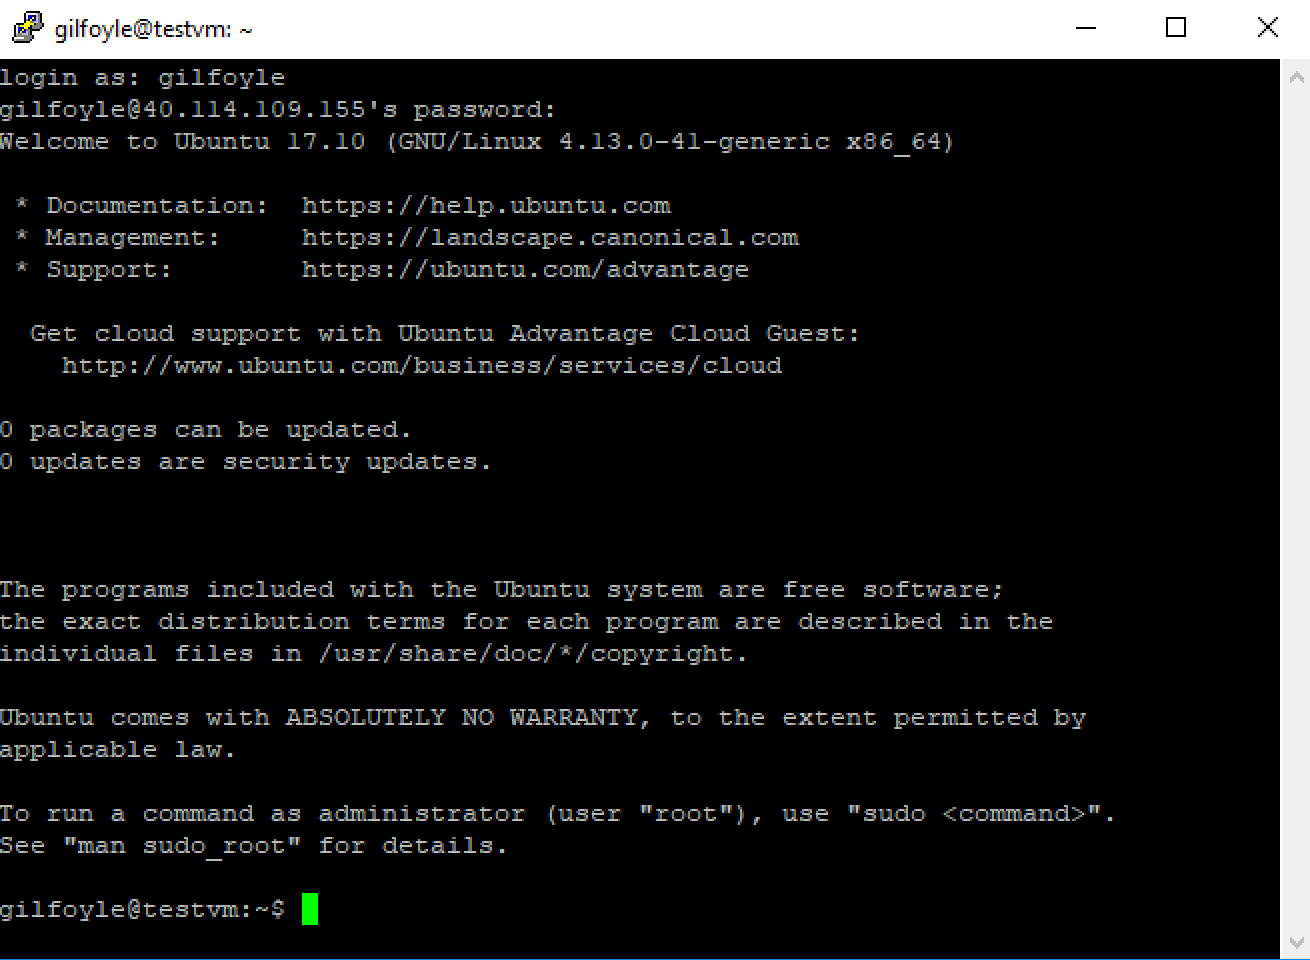 gilfoyle@testvm: ~
login as: gilfoyle
gilfoyle@40.114.109.155's password:
Welcome to Ubuntu 17.10 (GNU/Linux 4.13.0-41-generic x86_64)
* Documentation:  https://help.ubuntu.com
* Management:     https://landscape.canonical.com
* Support:        https://ubuntu.com/advantage
Get cloud support with Ubuntu Advantage Cloud Guest:
http://www.ubuntu.com/business/services/cloud
0 packages can be updated.
0 updates are security updates.
The programs included with the Ubuntu system are free software;
the exact distribution terms for each program are described in the
individual files in /usr/share/doc/*/copyright.
Ubuntu comes with ABSOLUTELY NO WARRANTY, to the extent permitted by
applicable law.
To run a command as administrator (user "root"), use "sudo <command>".
See "man sudo_root" for details.
gilfoyle@testvm:~$